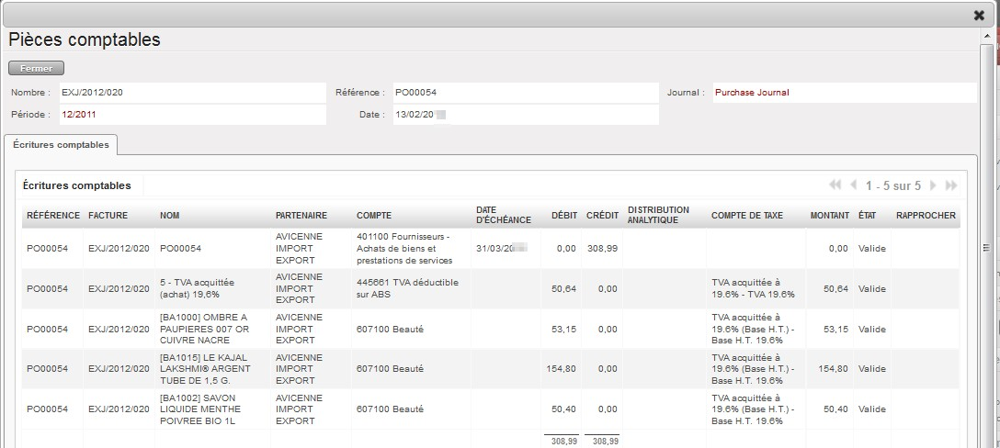 Pièces comptables
Fermer
Nombre : EXJ/2012/020 Référence : PO00054 Journal : Purchase Journal
Période : 12/2011 Date : 13/02/20
Écritures comptables
Écritures comptables 1 - 5 sur 5
RÉFÉRENCE FACTURE NOM PARTENAIRE COMPTE DATE D'ÉCHÉANCE DÉBIT CRÉDIT DISTRIBUTION ANALYTIQUE COMPTE DE TAXE MONTANT ÉTAT RAPPROCHER
PO00054 EXJ/2012/020 PO00054 AVICENNE IMPORT EXPORT 401100 Fournisseurs - Achats de biens et prestations de services 31/03/20 0,00 308,99 0,00 Valide
PO00054 EXJ/2012/020 5 - TVA acquittée (achat) 19,6% AVICENNE IMPORT EXPORT 445661 TVA déductible sur ABS 50,64 0,00 TVA acquittée à 19.6% - TVA 19.6% 50,64 Valide
PO00054 EXJ/2012/020 [BA1000] OMBRE A PAUPIERES 007 OR CUIVRE NACRE AVICENNE IMPORT EXPORT 607100 Beauté 53,15 0,00 TVA acquittée à 19.6% (Base H.T.) - Base H.T. 19.6% 53,15 Valide
PO00054 EXJ/2012/020 [BA1015] LE KAJAL LAKSHMI® ARGENT TUBE DE 1,5 G. AVICENNE IMPORT EXPORT 607100 Beauté 154,80 0,00 TVA acquittée à 19.6% (Base H.T.) - Base H.T. 19.6% 154,80 Valide
PO00054 EXJ/2012/020 [BA1002] SAVON LIQUIDE MENTHE POIVREE BIO 1L AVICENNE IMPORT EXPORT 607100 Beauté 50,40 0,00 TVA acquittée à 19.6% (Base H.T.) - Base H.T. 19.6% 50,40 Valide
308,99 308,99